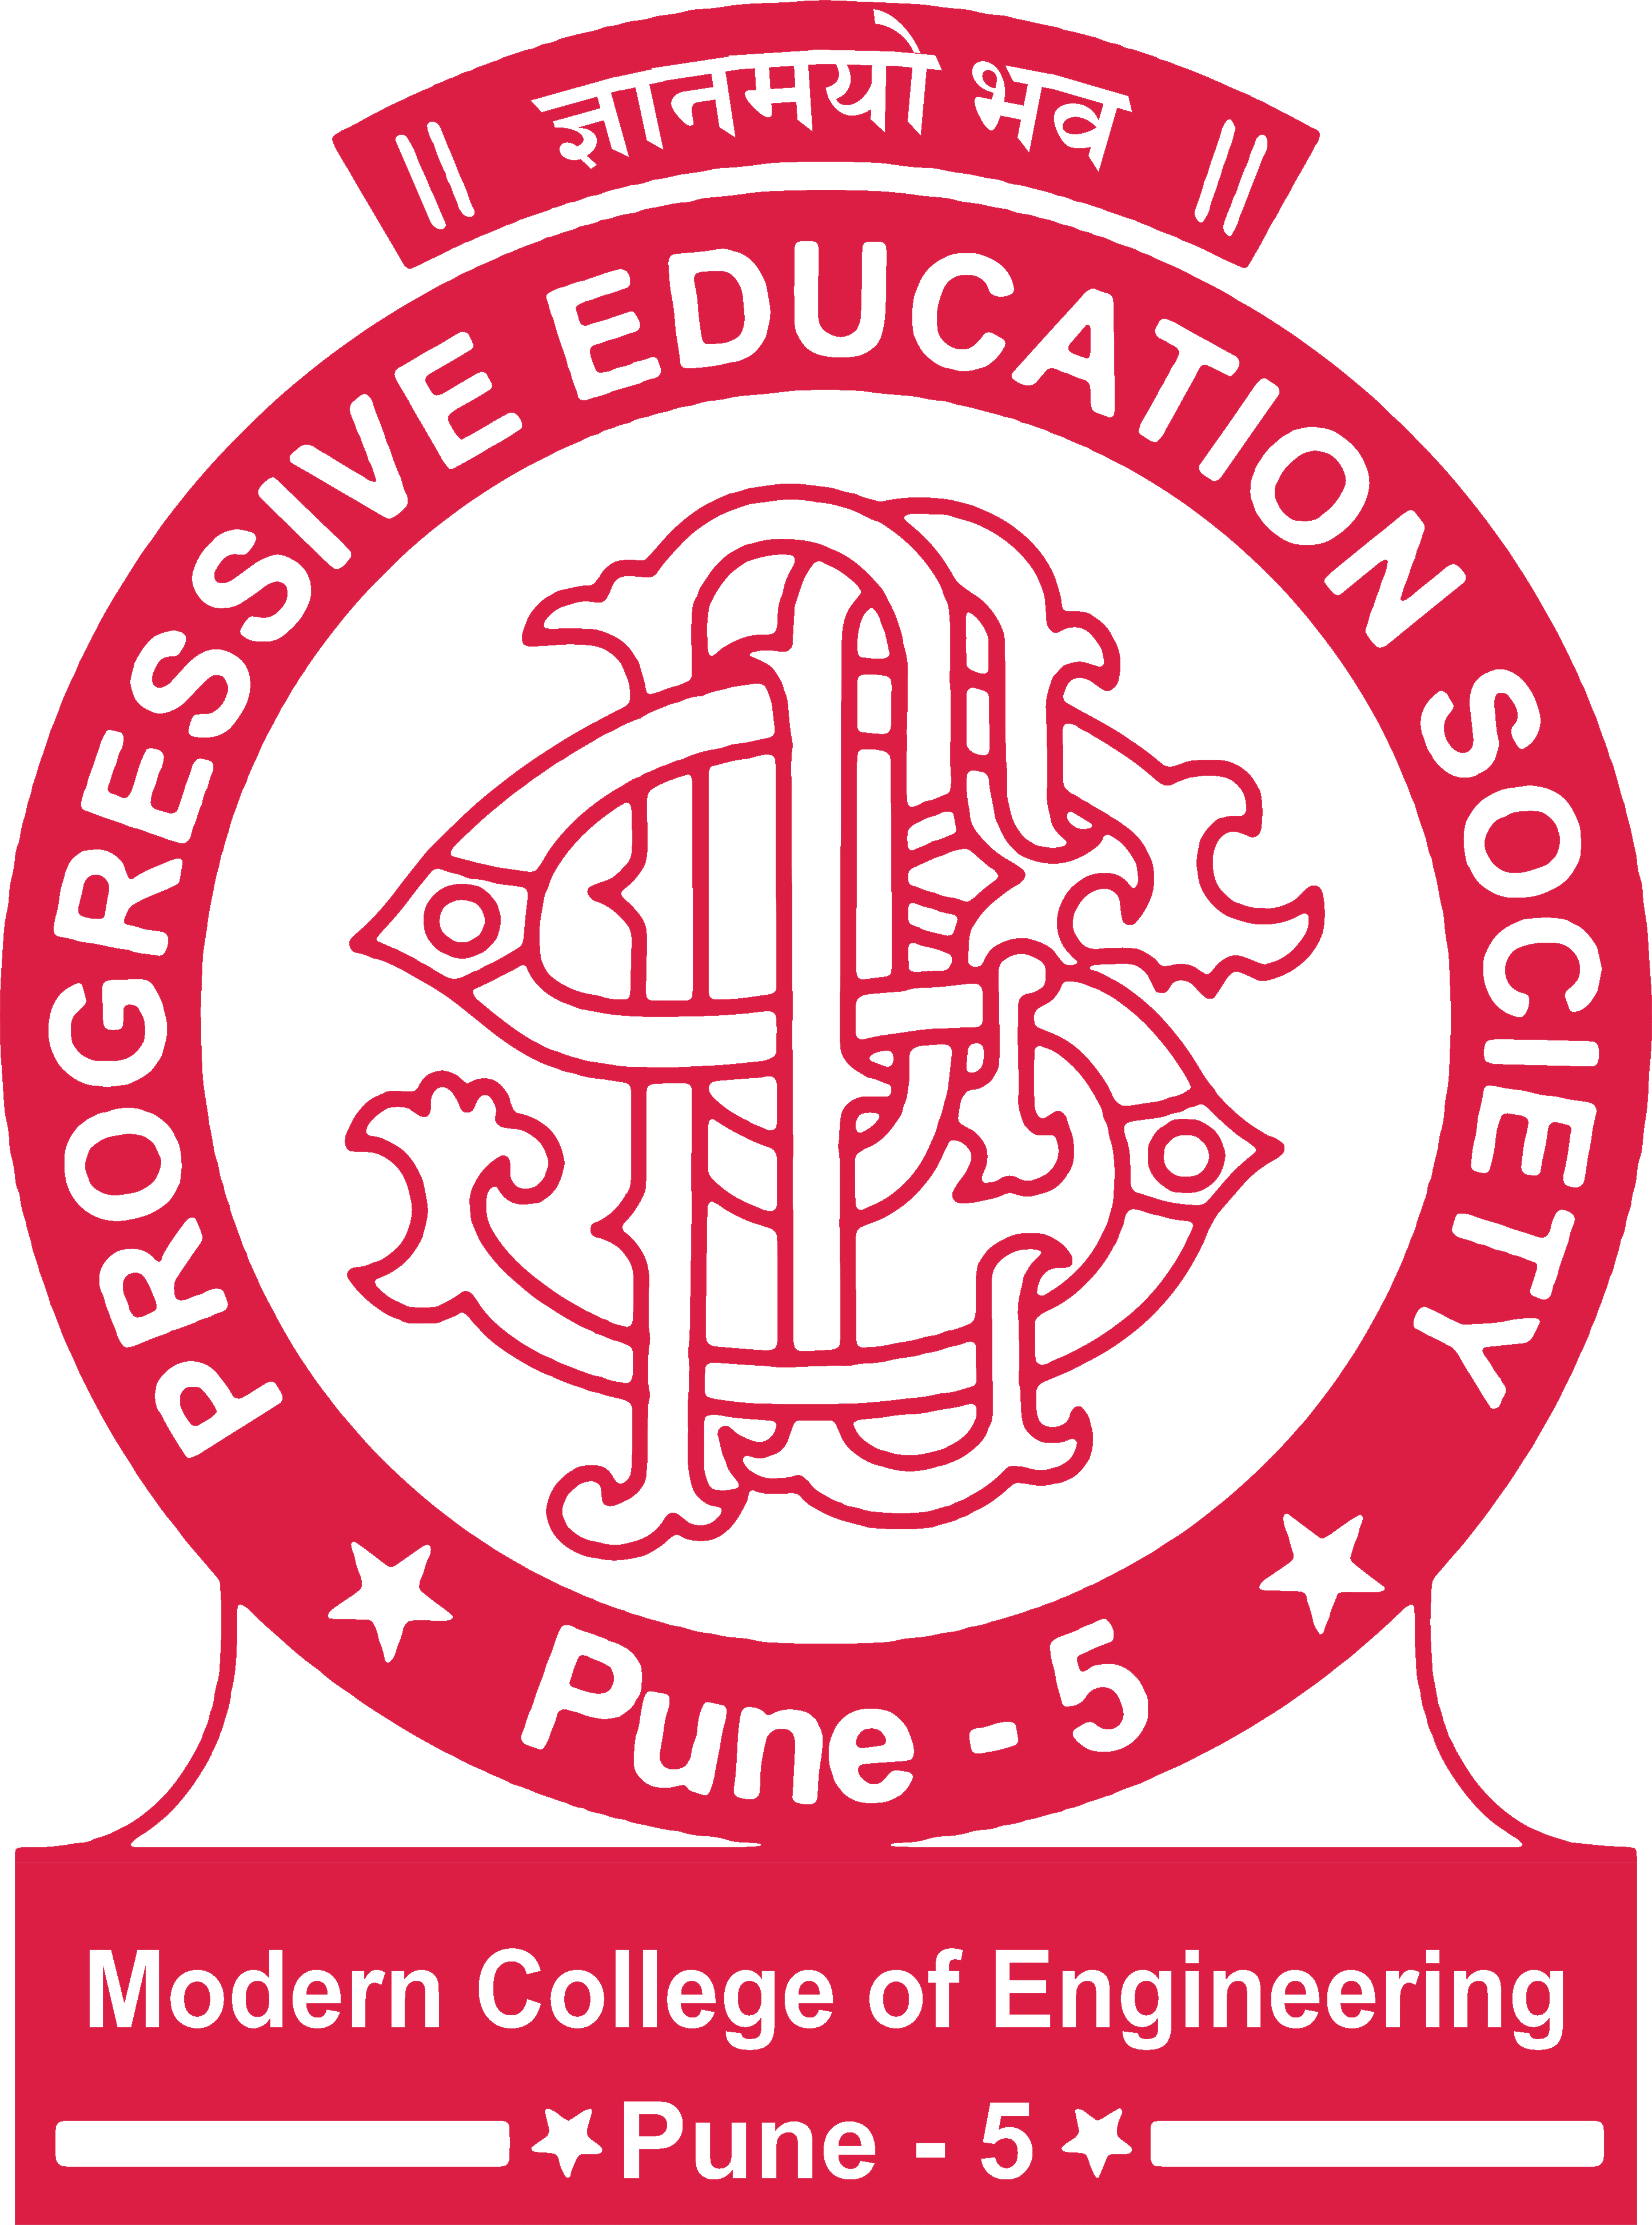 ॥ ज्ञानमयो भव ॥
PROGRESSIVE EDUCATION SOCIETY
Pune - 5
Modern College of Engineering
Pune - 5